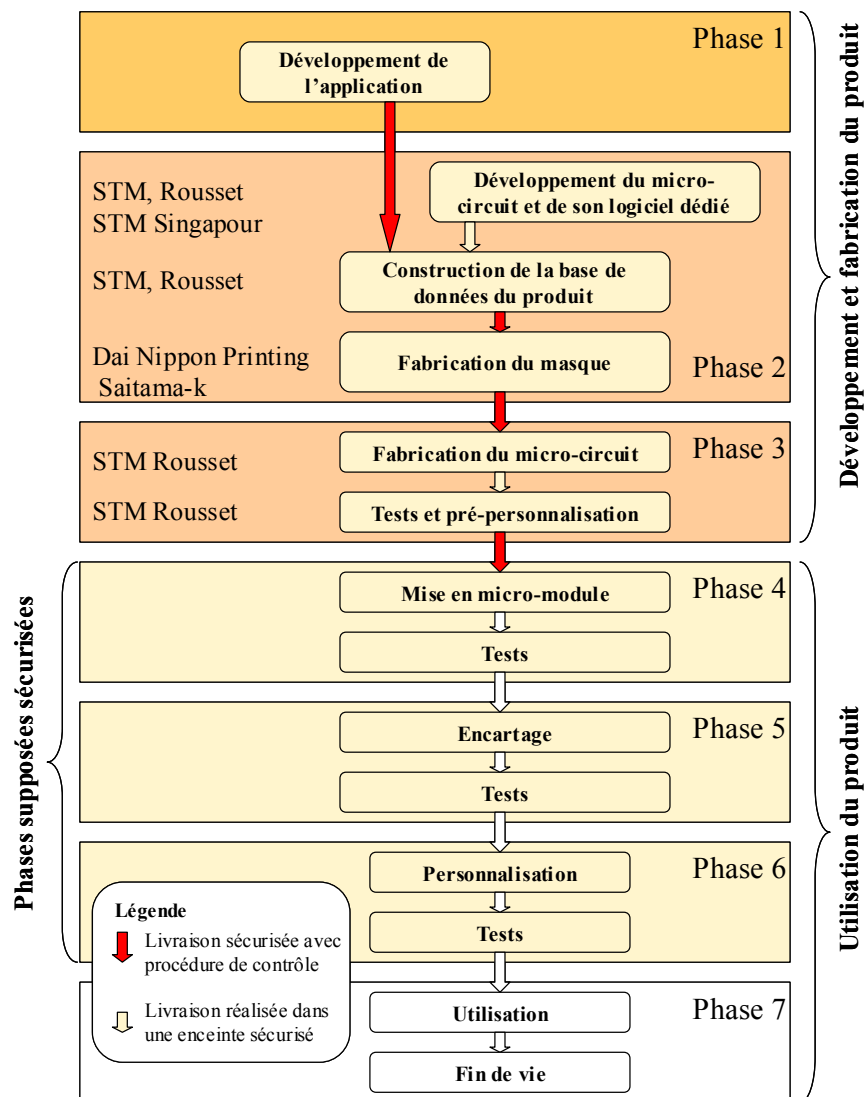 Phase 1
Développement de
l'application
STM, Rousset
STM Singapour
Développement du micro-
circuit et de son logiciel dédié
STM, Rousset
Construction de la base de
données du produit
Dai Nippon Printing
Saitama-k
Fabrication du masque
Phase 2
Phase 3
STM Rousset
Fabrication du micro-circuit
STM Rousset
Tests et pré-personnalisation
Développement et fabrication du produit
Phase 4
Mise en micro-module
Tests
Phase 5
Encartage
Tests
Phase 6
Personnalisation
Tests
Phases supposées sécurisées
Légende
Livraison sécurisée avec
procédure de contrôle
Livraison réalisée dans
une enceinte sécurisé
Phase 7
Utilisation
Fin de vie
Utilisation du produit